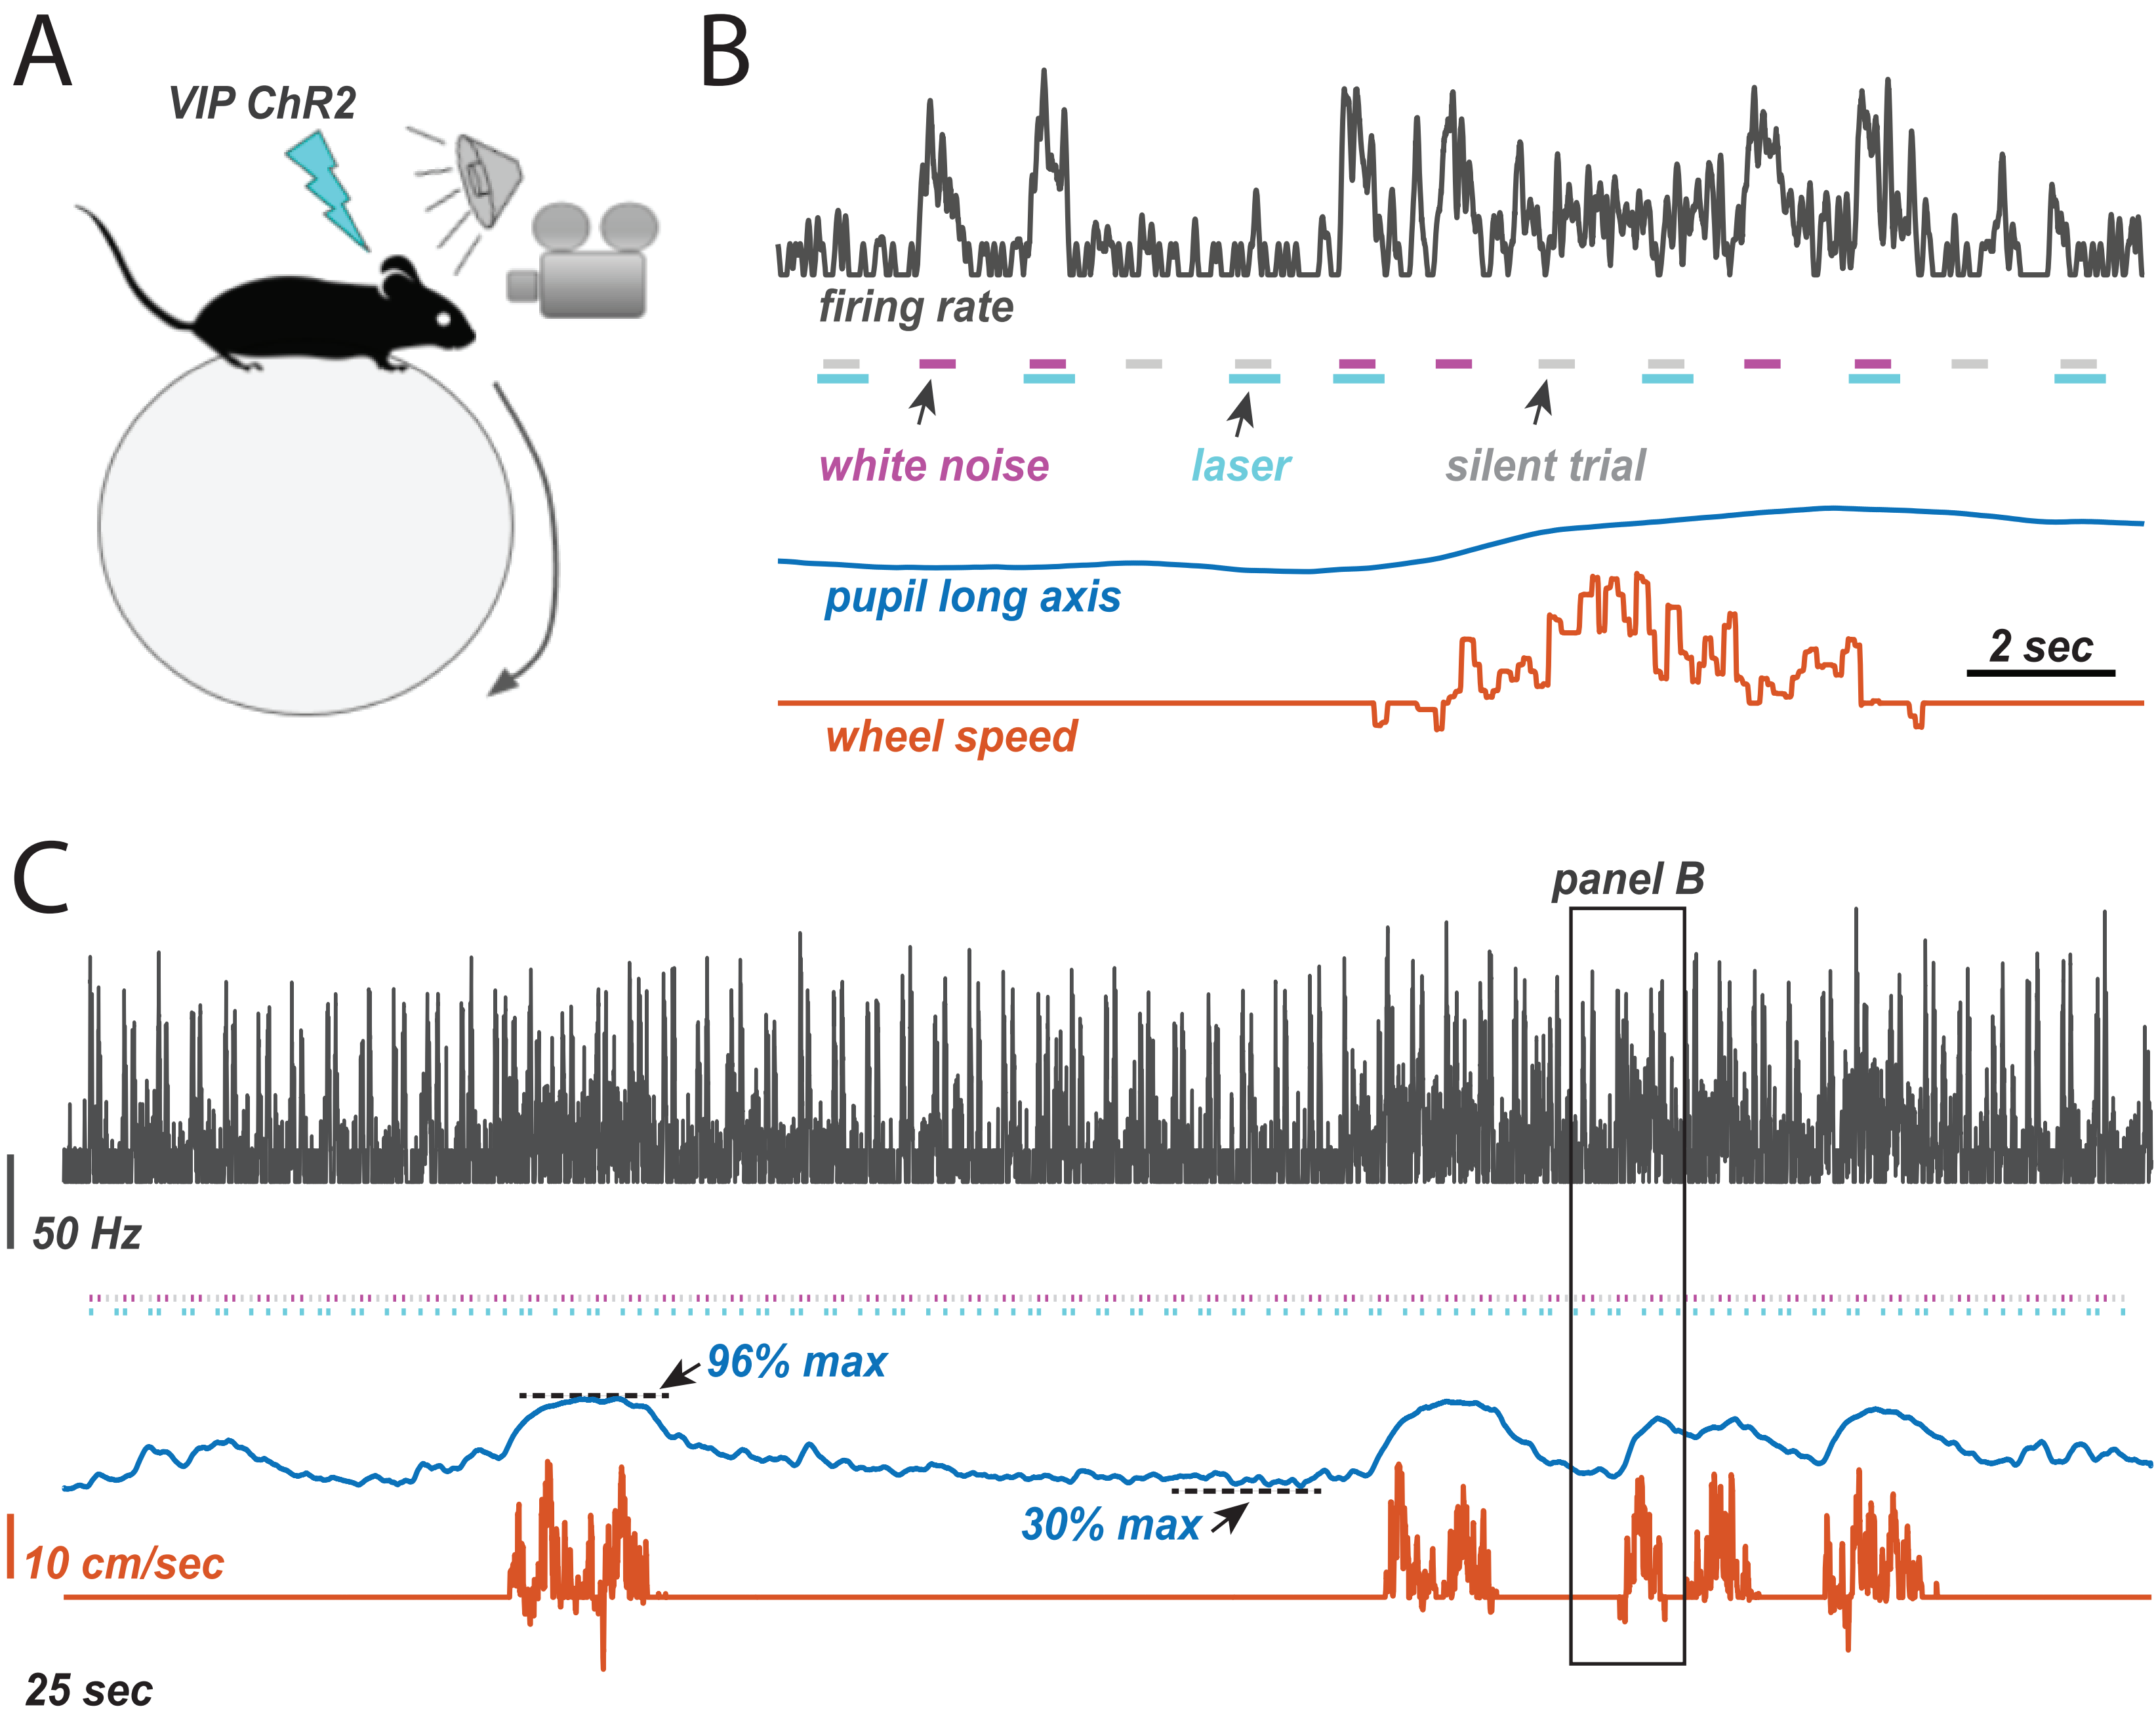 A
VIP ChR2
B
firing rate
white noise
laser
silent trial
pupil long axis
2 sec
wheel speed
C
panel B
50 Hz
96% max
30% max
10 cm/sec
25 sec